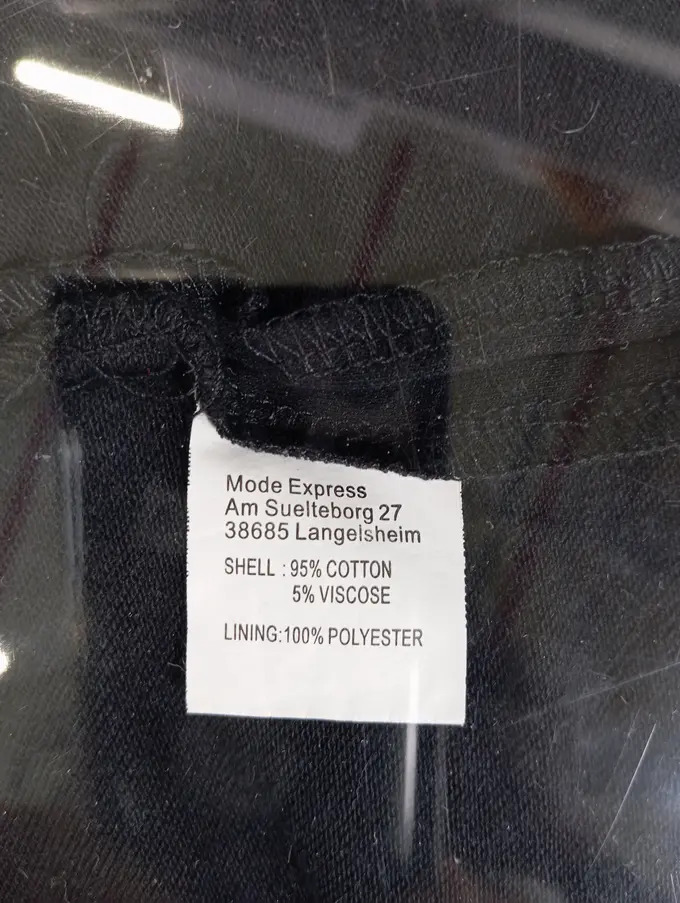 Mode Express
Am Suelteborg 27
38685 Langelsheim
SHELL : 95% COTTON
5% VISCOSE
LINING:100% POLYESTER